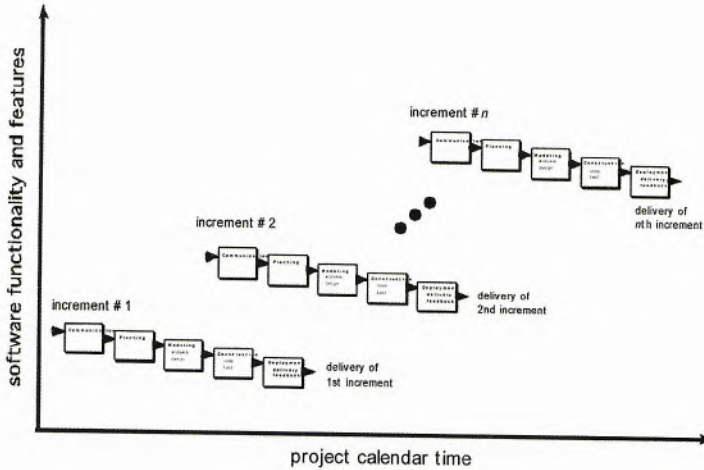 software functionality and features
increment # n
Planning
Modeling
analysis
design
code
test
Deployment
delivery
feedback
delivery of
nth increment
increment # 2
Planning
Modeling
analysis
design
delivery of
2nd increment
increment # 1
Planning
Modeling
analysis
design
delivery of
1st increment
project calendar time